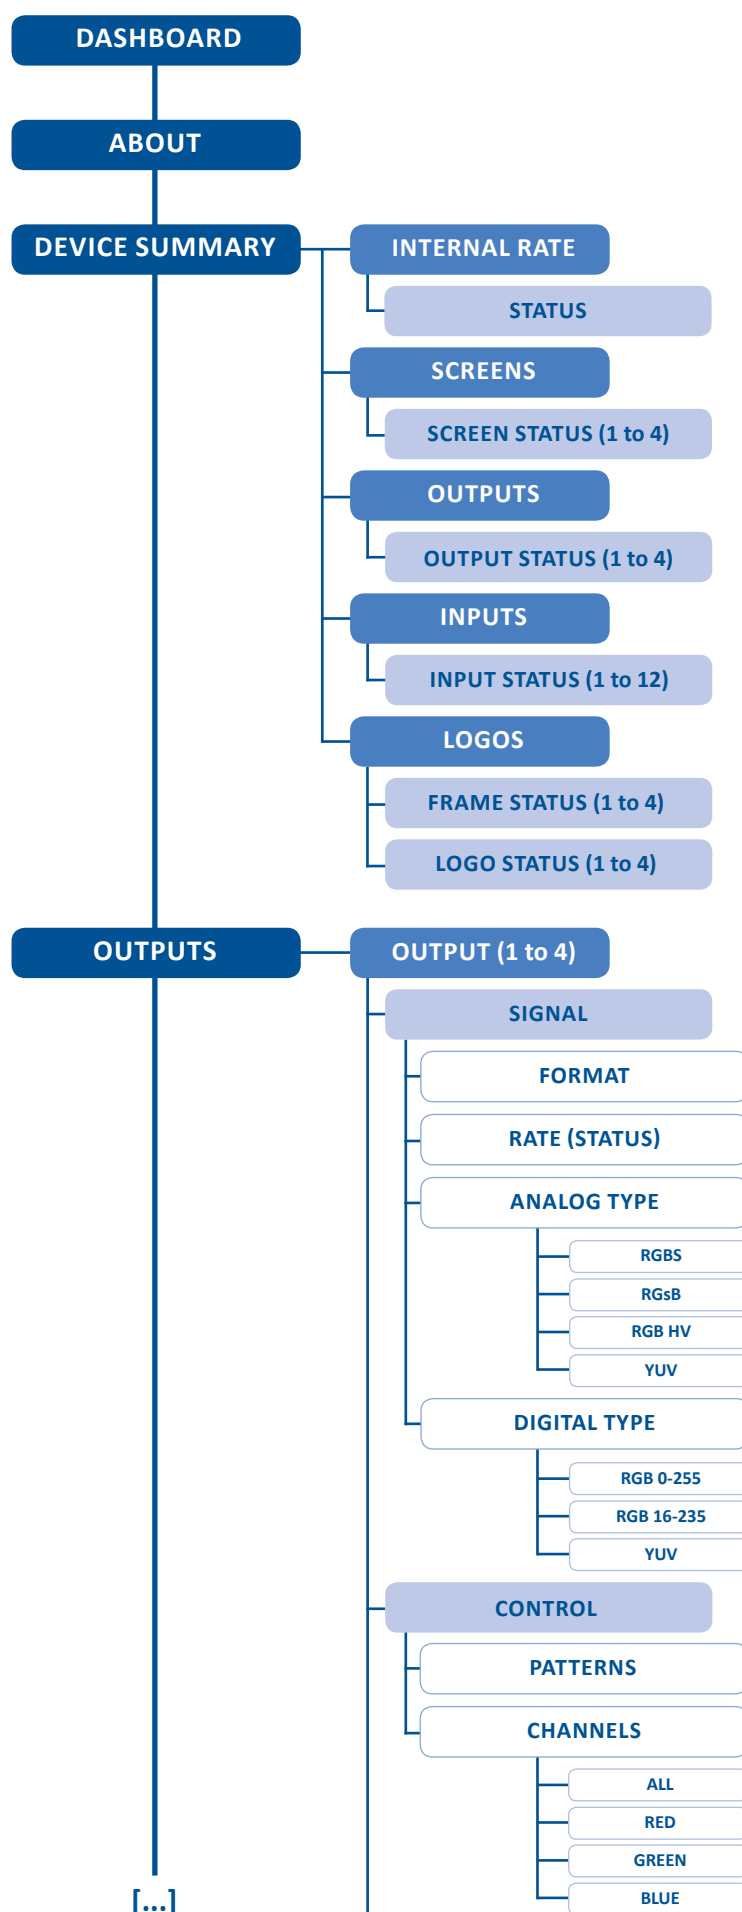 DASHBOARD
ABOUT
DEVICE SUMMARY
INTERNAL RATE
STATUS
SCREENS
SCREEN STATUS (1 to 4)
OUTPUTS
OUTPUT STATUS (1 to 4)
INPUTS
INPUT STATUS (1 to 12)
LOGOS
FRAME STATUS (1 to 4)
LOGO STATUS (1 to 4)
OUTPUTS
OUTPUT (1 to 4)
SIGNAL
FORMAT
RATE (STATUS)
ANALOG TYPE
RGBS
RGsB
RGB HV
YUV
DIGITAL TYPE
RGB 0-255
RGB 16-235
YUV
CONTROL
PATTERNS
CHANNELS
ALL
RED
GREEN
BLUE
[...]